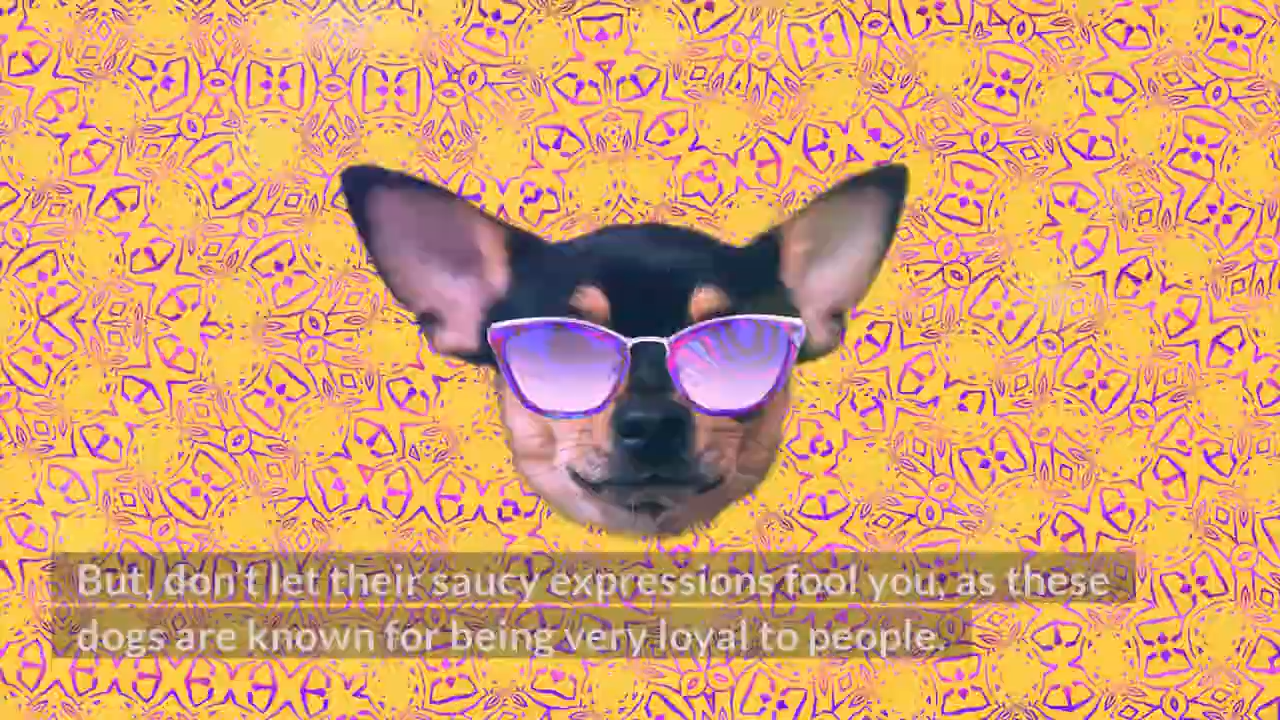 But, don't let their saucy expressions fool you, as these
dogs are known for being very loyal to people.